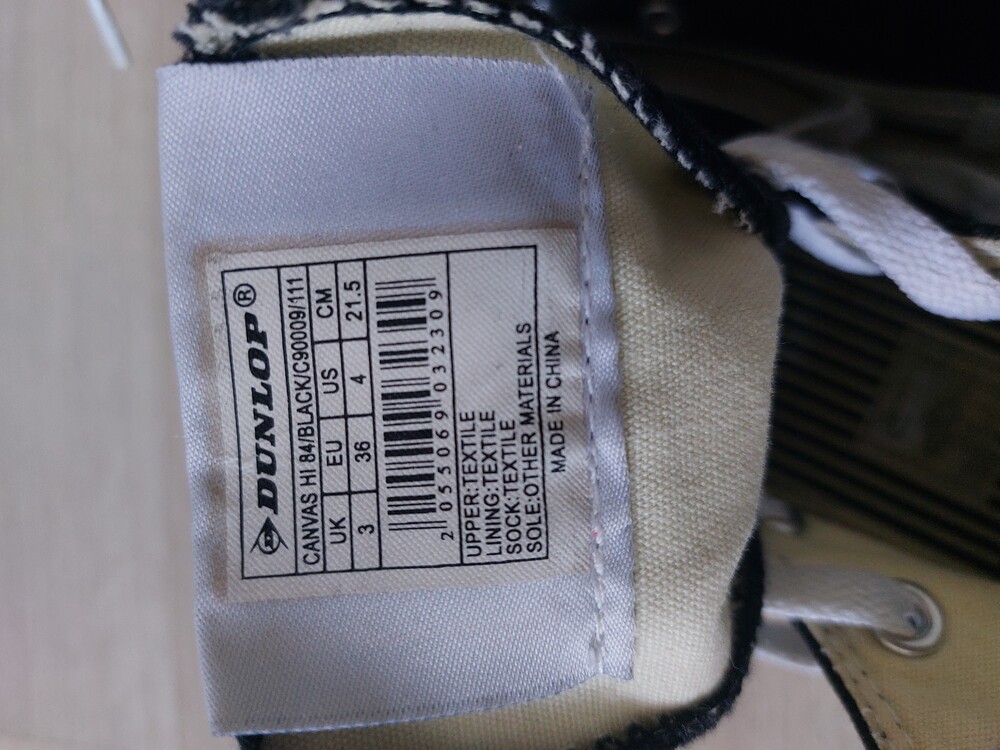 DUNLOP®
CANVAS HI 84/BLACK/C90009/111
UK EU US CM
3 36 4 21.5
2 055069 032309
UPPER:TEXTILE
LINING:TEXTILE
SOCK:TEXTILE
SOLE:OTHER MATERIALS
MADE IN CHINA